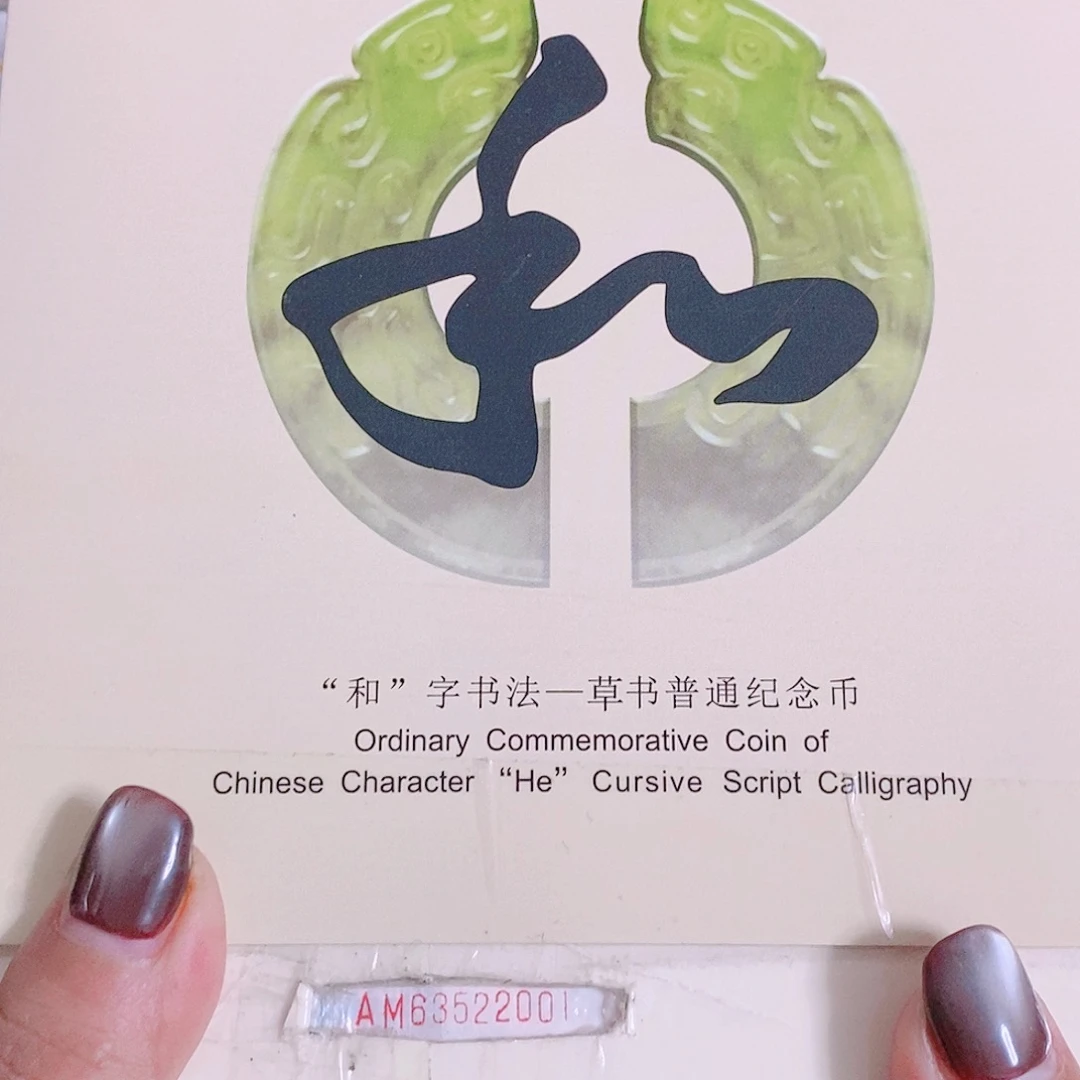 和
“和”字书法—草书普通纪念币
Ordinary Commemorative Coin of
Chinese Character “He” Cursive Script Calligraphy
AM63522001